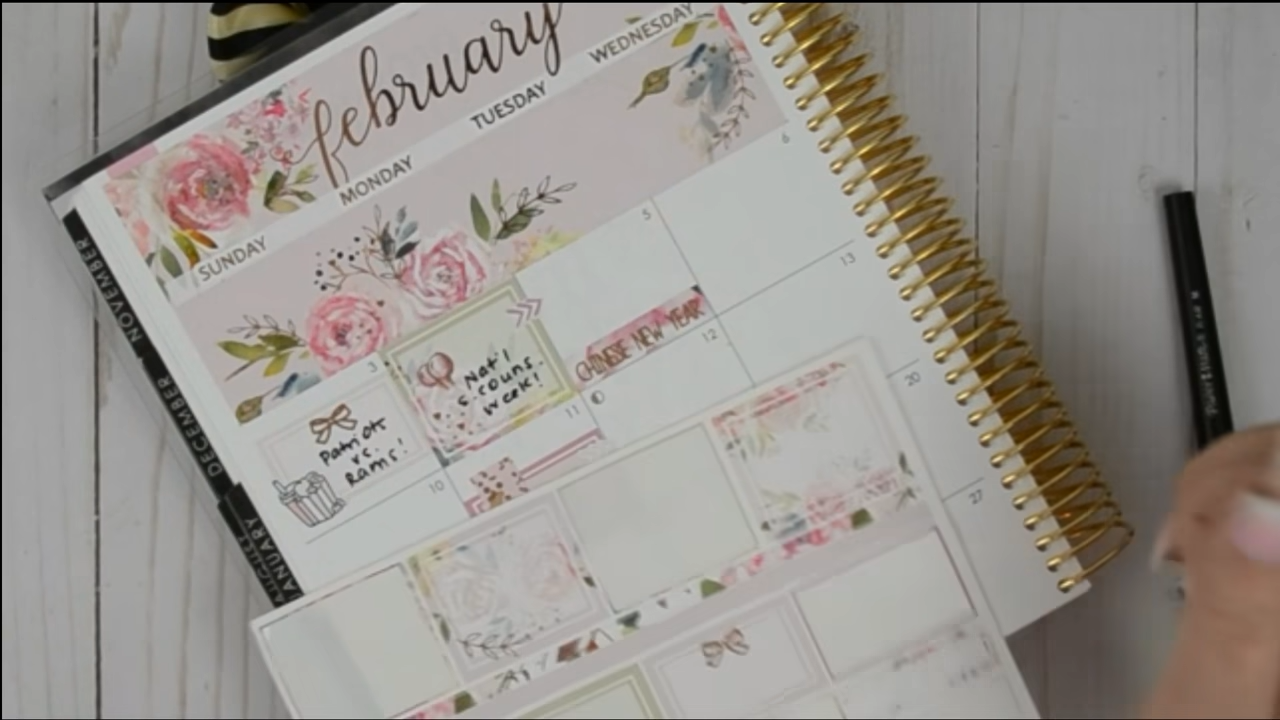 february
SUNDAY
MONDAY
TUESDAY
WEDNESDAY
3
5
6
Patriots
vs.
Rams!
Nat'l
s.couns.
week!
CHINESE NEW YEAR
10
11
12
13
20
27
NOVEMBER
DECEMBER
AUGUST
JANUARY